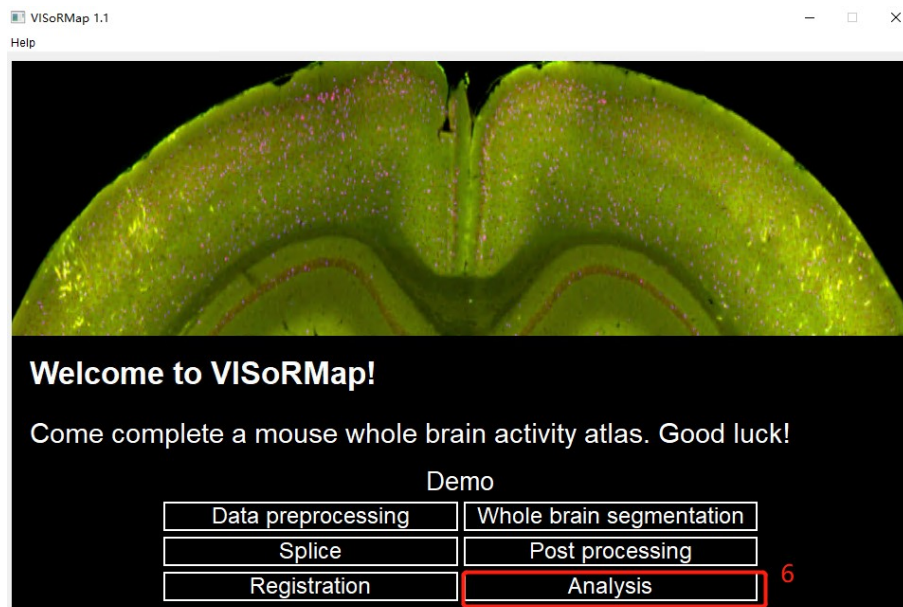 VISoRMap 1.1
Help
Welcome to VISoRMap!
Come complete a mouse whole brain activity atlas. Good luck!
Demo
Data preprocessing Whole brain segmentation
Splice Post processing
Registration Analysis 6